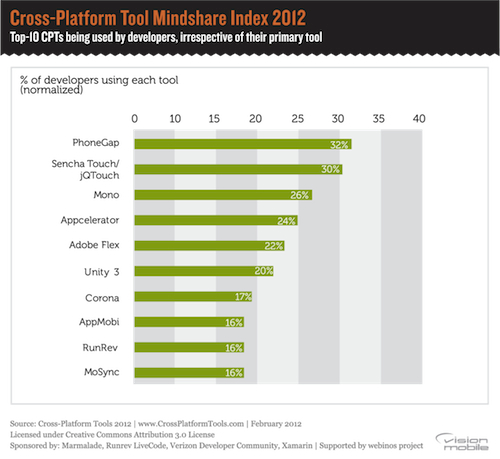 Cross-Platform Tool Mindshare Index 2012
Top-10 CPTs being used by developers, irrespective of their primary tool
% of developers using each tool
(normalized)
0 10 15 20 25 30 35 40
PhoneGap 32%
Sencha Touch/
jQTouch 30%
Mono 26%
Appcelerator 24%
Adobe Flex 22%
Unity 3 20%
Corona 17%
AppMobi 16%
RunRev 16%
MoSync 16%
Source: Cross-Platform Tools 2012 | www.CrossPlatformTools.com | February 2012
Licensed under Creative Commons Attribution 3.0 License
Sponsored by: Marmalade, Runrev LiveCode, Verizon Developer Community, Xamarin | Supported by webinos project
vision
mobile